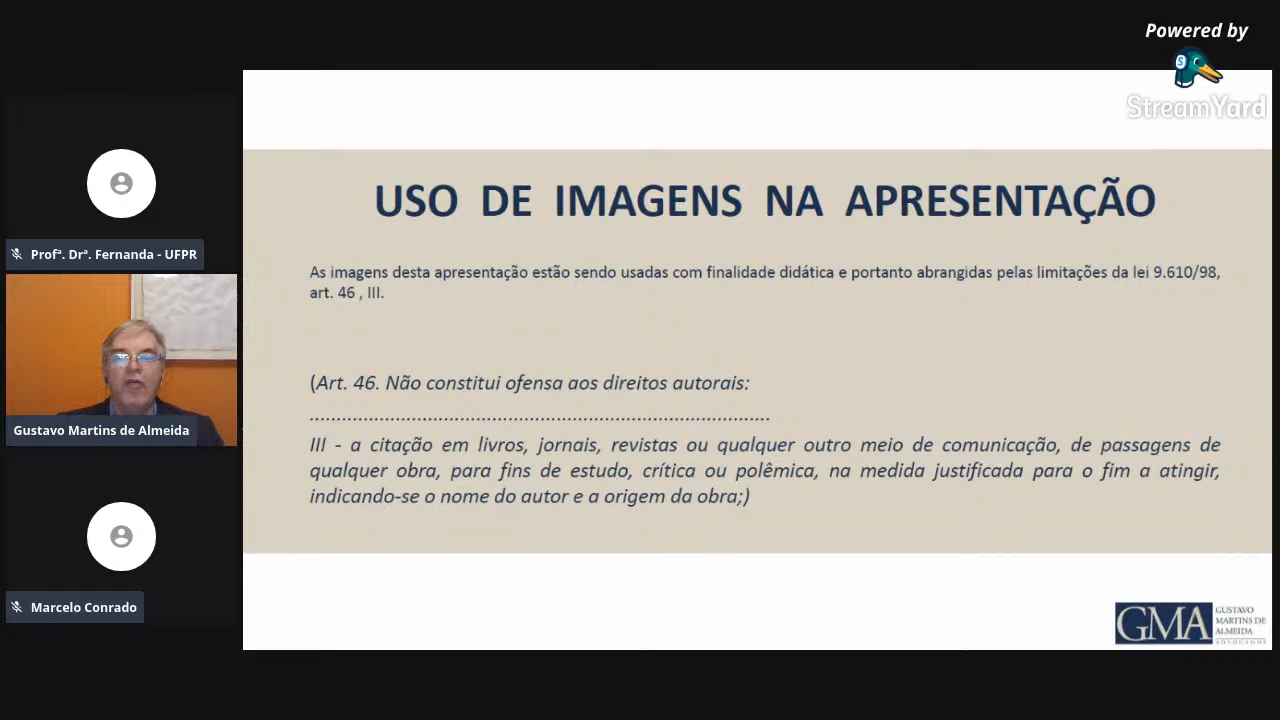 Powered by
StreamYard
Profª. Drª. Fernanda - UFPR
Gustavo Martins de Almeida
Marcelo Conrado
USO DE IMAGENS NA APRESENTAÇÃO
As imagens desta apresentação estão sendo usadas com finalidade didática e portanto abrangidas pelas limitações da lei 9.610/98,
art. 46 , III.
(Art. 46. Não constitui ofensa aos direitos autorais:
.......................................................................................
III - a citação em livros, jornais, revistas ou qualquer outro meio de comunicação, de passagens de
qualquer obra, para fins de estudo, crítica ou polêmica, na medida justificada para o fim a atingir,
indicando-se o nome do autor e a origem da obra;)
GMA
GUSTAVO
MARTINS DE
ALMEIDA
ADVOGADOS